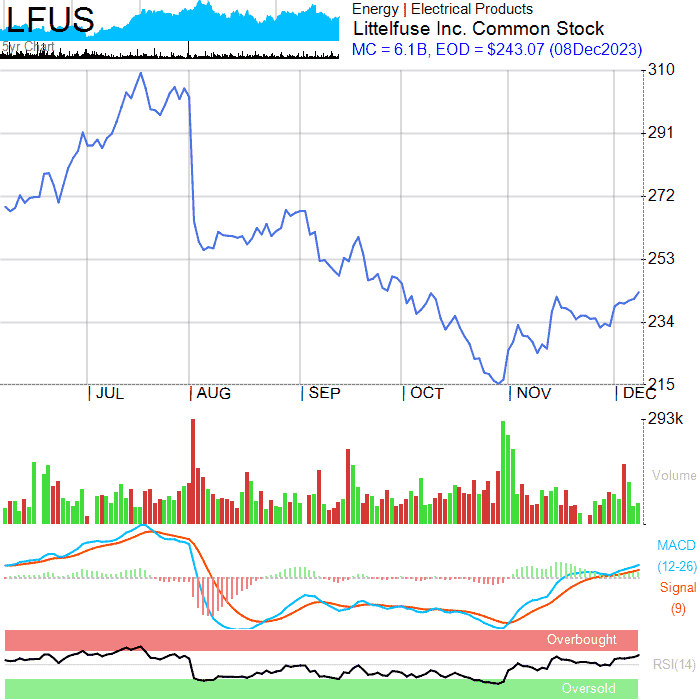 LFUS
5yr Chart
Energy | Electrical Products
Littelfuse Inc. Common Stock
MC = 6.1B, EOD = $243.07 (08Dec2023)
310
291
272
253
234
215
JUL
AUG
SEP
OCT
NOV
DEC
293k
Volume
MACD
(12-26)
Signal
(9)
Overbought
RSI(14)
Oversold